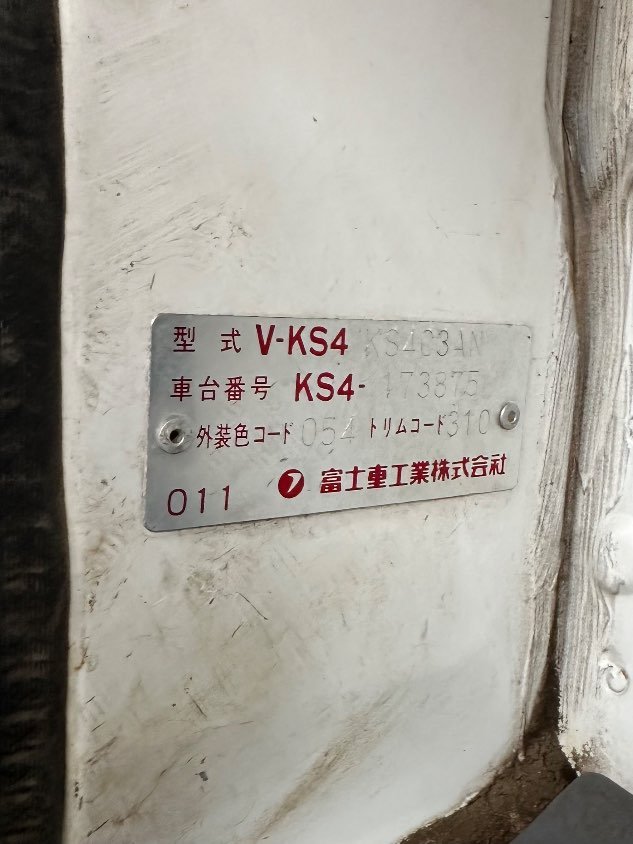 型式 V-KS4 KS4C3AN
車台番号 KS4-173875
外装色コード 054 トリムコード 310
011 富士重工業株式会社